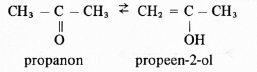 CH₃ – C – CH₃ ⇄ CH₂ = C – CH₃
‖ |
O OH
propanon propeen-2-ol